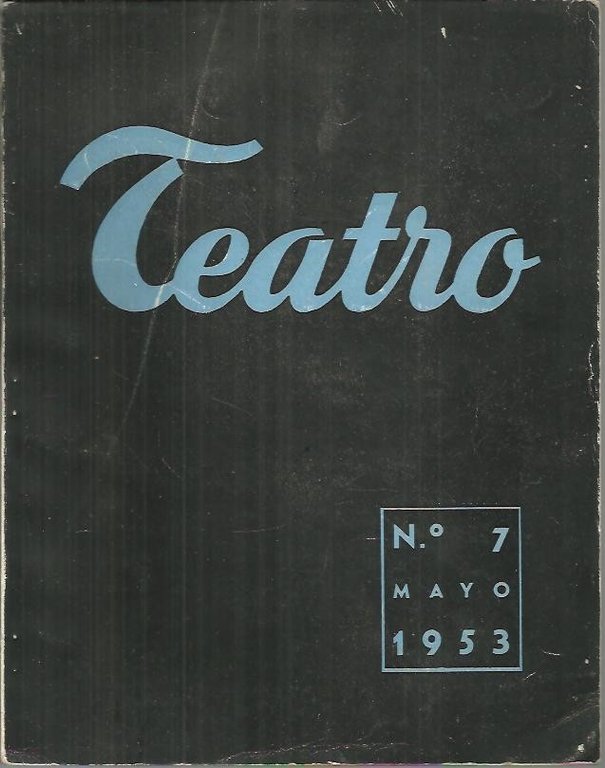 Teatro
N.º 7
MAYO
1953